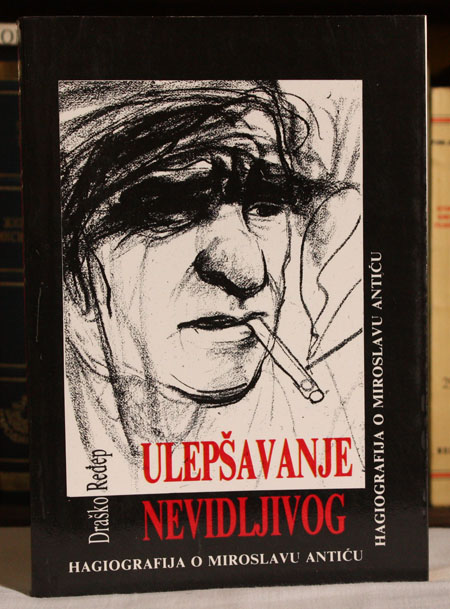 Draško Ređep
ULEPŠAVANJE
NEVIDLJIVOG
HAGIOGRAFIJA O MIROSLAVU ANTIĆU
HAGIOGRAFIJA O MIROSLAVU ANTIĆU